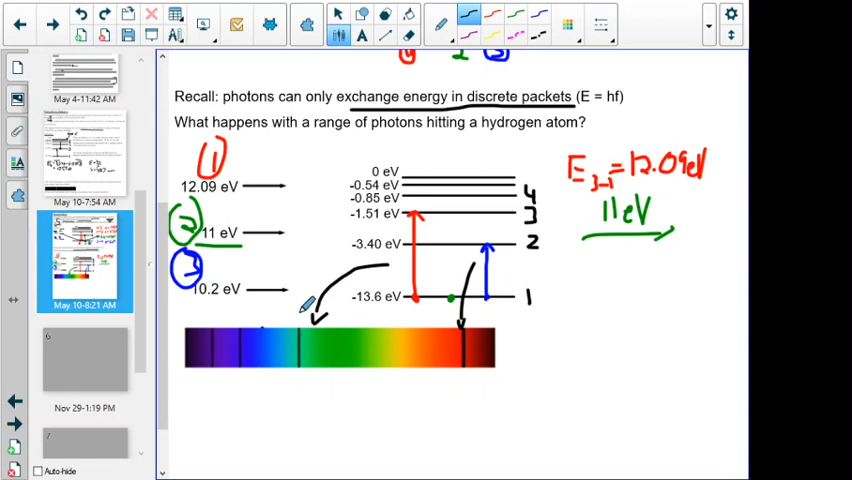 May 4-11:42 AM
May 10-7:54 AM
May 10-8:21 AM
6
Nov 29-1:19 PM
7
Auto-hide
Recall: photons can only exchange energy in discrete packets (E = hf)
What happens with a range of photons hitting a hydrogen atom?
1
12.09 eV
2
11 eV
3
10.2 eV
0 eV
-0.54 eV
-0.85 eV 4
-1.51 eV 3
-3.40 eV 2
-13.6 eV 1
E3-1 = 12.09eV
11 eV